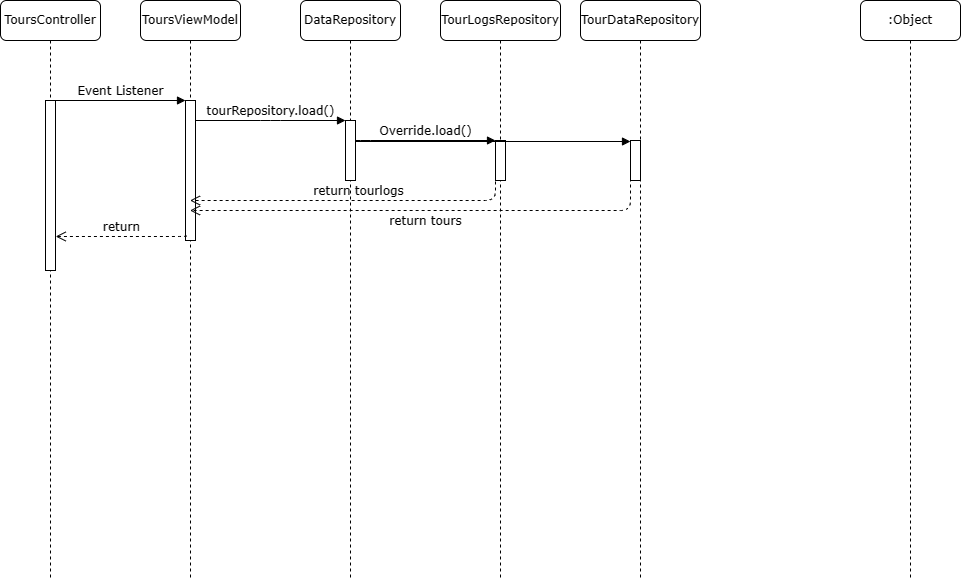 ToursController
ToursViewModel
DataRepository
TourLogsRepository
TourDataRepository
:Object
Event Listener
tourRepository.load()
Override.load()
return tourlogs
return tours
return